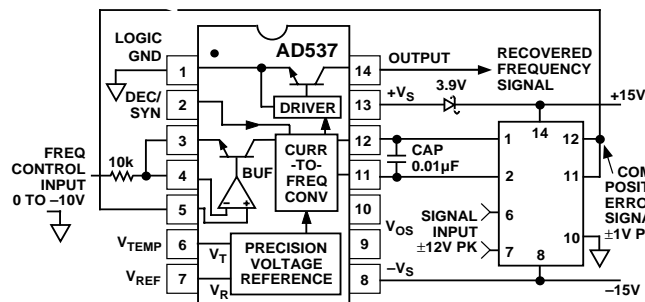 LOGIC
GND
AD537
OUTPUT
RECOVERED
FREQUENCY
SIGNAL
1
14
DEC/
SYN
2
DRIVER
13
+VS
3.9V
+15V
3
12
CURR
-TO-
FREQ
CONV
CAP
0.01µF
1
14
12
FREQ
CONTROL
INPUT
0 TO –10V
10k
4
BUF
– +
11
2
11
5
10
VOS
SIGNAL
INPUT
±12V PK
6
7
10
8
ERRO
SIGNA
±1V P
VTEMP
6
VT
PRECISION
VOLTAGE
REFERENCE
9
VREF
7
VR
8
–VS
–15V